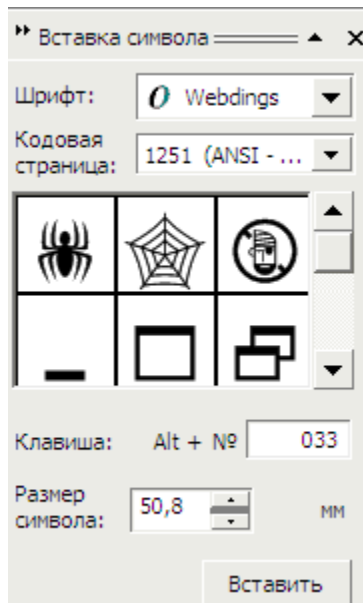 Вставка символа
Шрифт: O Webdings
Кодовая
страница: 1251 (ANSI - ...
Клавиша: Alt + № 033
Размер
символа: 50,8 мм
Вставить